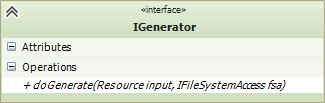 «interface»
IGenerator
Attributes
Operations
+ doGenerate(Resource input, IFileSystemAccess fsa)